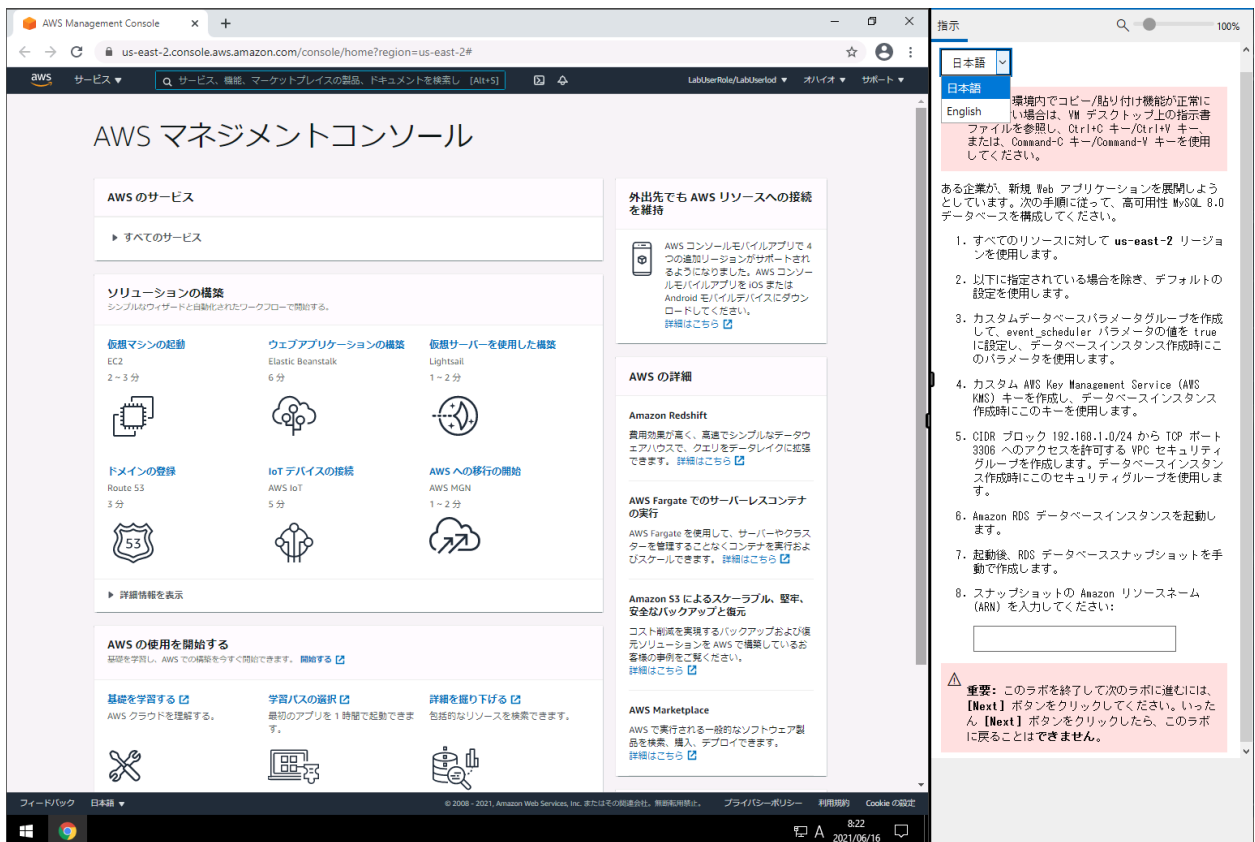 AWS Management Console
us-east-2.console.aws.amazon.com/console/home?region=us-east-2#
aws サービス ▼ サービス、機能、マーケットプレイスの製品、ドキュメントを検索し [Alt+S] LabUserRole/LabUserlod ▼ オハイオ ▼ サポート ▼
AWS マネジメントコンソール
AWS のサービス
すべてのサービス
ソリューションの構築
シンプルなウィザードと自動化されたワークフローで開始する。
仮想マシンの起動
EC2
2 ~ 3 分
ウェブアプリケーションの構築
Elastic Beanstalk
6 分
仮想サーバーを使用した構築
Lightsail
1 ~ 2 分
ドメインの登録
Route 53
3 分
53
IoT デバイスの接続
AWS IoT
5 分
AWS への移行の開始
AWS MGN
1 ~ 2 分
詳細情報を表示
AWS の使用を開始する
基礎を学習し、AWS での構築を今すぐ開始できます。 開始する
基礎を学習する
AWS クラウドを理解する。
学習パスの選択
最初のアプリを 1 時間で起動できま
す。
詳細を掘り下げる
包括的なリソースを検索できます。
外出先でも AWS リソースへの接続
を維持
AWS コンソールモバイルアプリで 4
つの追加リージョンがサポートされ
るようになりました。AWS コンソー
ルモバイルアプリを iOS または
Android モバイルデバイスにダウン
ロードしてください。
詳細はこちら
AWS の詳細
Amazon Redshift
費用効果が高く、高速でシンプルなデータウ
ェアハウスで、クエリをデータレイクに拡張
できます。 詳細はこちら
AWS Fargate でのサーバーレスコンテナ
の実行
AWS Fargate を使用して、サーバーやクラス
ターを管理することなくコンテナを実行およ
びスケールできます。 詳細はこちら
Amazon S3 によるスケーラブル、堅牢、
安全なバックアップと復元
コスト削減を実現するバックアップおよび復
元ソリューションを AWS で構築しているお
客様の事例をご覧ください。
詳細はこちら
AWS Marketplace
AWS で実行される一般的なソフトウェア製
品を検索、購入、デプロイできます。
詳細はこちら
フィードバック 日本語 ▼ © 2008 - 2021, Amazon Web Services, Inc. またはその関連会社。無断転用禁止。 プライバシーポリシー 利用規約 Cookie の設定
A 8:22
2021/06/16
指示 100%
日本語
日本語
English
環境内でコピー/貼り付け機能が正常に
い場合は、VM デスクトップ上の指示書
ファイルを参照し、Ctrl+C キー/Ctrl+V キー、
または、Command-C キー/Command-V キーを使用
してください。
ある企業が、新規 Web アプリケーションを展開しよう
としています。次の手順に従って、高可用性 MySQL 8.0
データベースを構成してください。
1. すべてのリソースに対して us-east-2 リージョ
ンを使用します。
2. 以下に指定されている場合を除き、デフォルトの
設定を使用します。
3. カスタムデータベースパラメータグループを作成
して、event_scheduler パラメータの値を true
に設定し、データベースインスタンス作成時にこ
のパラメータを使用します。
4. カスタム AWS Key Management Service (AWS
KMS) キーを作成し、データベースインスタンス
作成時にこのキーを使用します。
5. CIDR ブロック 192.168.1.0/24 から TCP ポート
3306 へのアクセスを許可する VPC セキュリティ
グループを作成します。データベースインスタン
ス作成時にこのセキュリティグループを使用しま
す。
6. Amazon RDS データベースインスタンスを起動し
ます。
7. 起動後、RDS データベーススナップショットを手
動で作成します。
8. スナップショットの Amazon リソースネーム
(ARN) を入力してください:
重要: このラボを終了して次のラボに進むには、
[Next] ボタンをクリックしてください。いった
ん [Next] ボタンをクリックしたら、このラボ
に戻ることはできません。